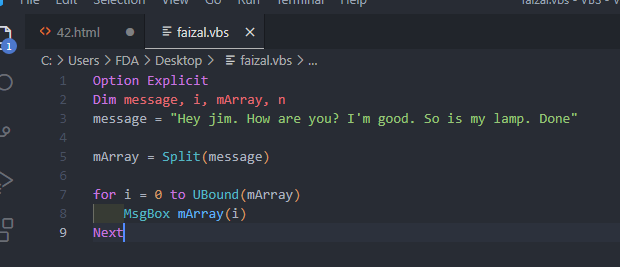 File Edit Selection View Go Run Terminal Help faizal.vbs - VBS - Vi
42.html faizal.vbs
1
C: > Users > FDA > Desktop > faizal.vbs > ...
1 Option Explicit
2 Dim message, i, mArray, n
3 message = "Hey jim. How are you? I'm good. So is my lamp. Done"
4
5 mArray = Split(message)
6
7 for i = 0 to UBound(mArray)
8 MsgBox mArray(i)
9 Next